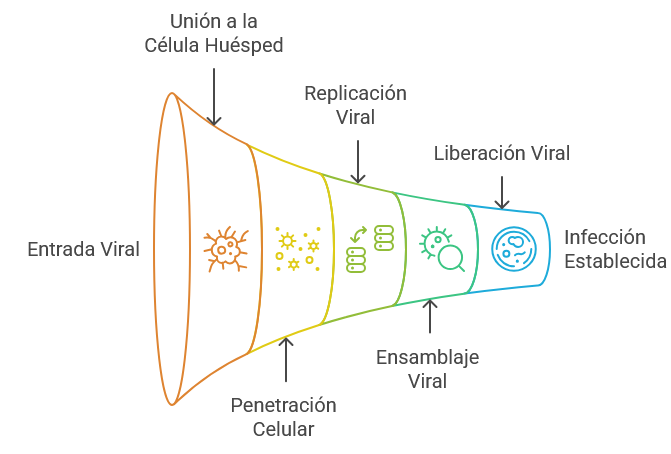 Unión a la
Célula Huésped
Replicación
Viral
Liberación Viral
Entrada Viral
Infección
Establecida
Ensamblaje
Viral
Penetración
Celular